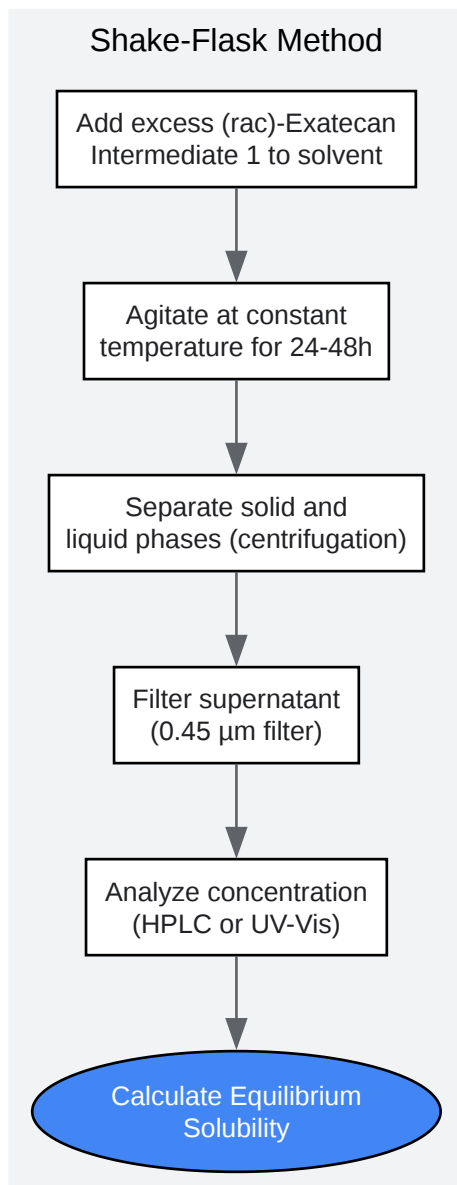 Shake-Flask Method
Add excess (rac)-Exatecan
Intermediate 1 to solvent
Agitate at constant
temperature for 24-48h
Separate solid and
liquid phases (centrifugation)
Filter supernatant
(0.45 µm filter)
Analyze concentration
(HPLC or UV-Vis)
Calculate Equilibrium
Solubility